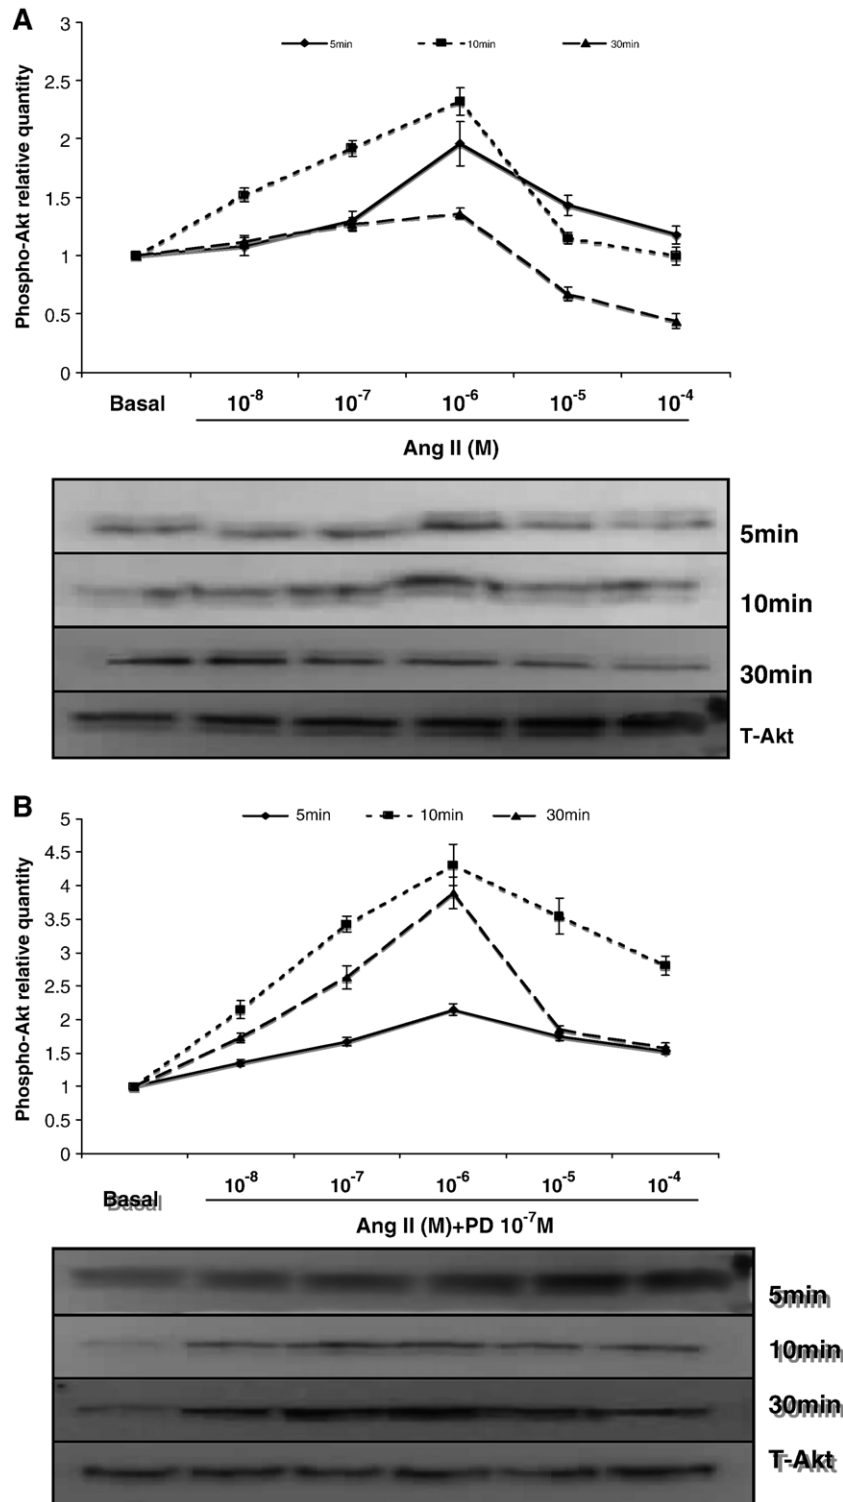 A
3
5min 10min 30min
2.5
2
1.5
1
0.5
0
Phospho-Akt relative quantity
Basal 10⁻⁸ 10⁻⁷ 10⁻⁶ 10⁻⁵ 10⁻⁴
Ang II (M)
5min
10min
30min
T-Akt
B
5
5min 10min 30min
4.5
4
3.5
3
2.5
2
1.5
1
0.5
0
Phospho-Akt relative quantity
Basal 10⁻⁸ 10⁻⁷ 10⁻⁶ 10⁻⁵ 10⁻⁴
Ang II (M)+PD 10⁻⁷M
5min
10min
30min
T-Akt